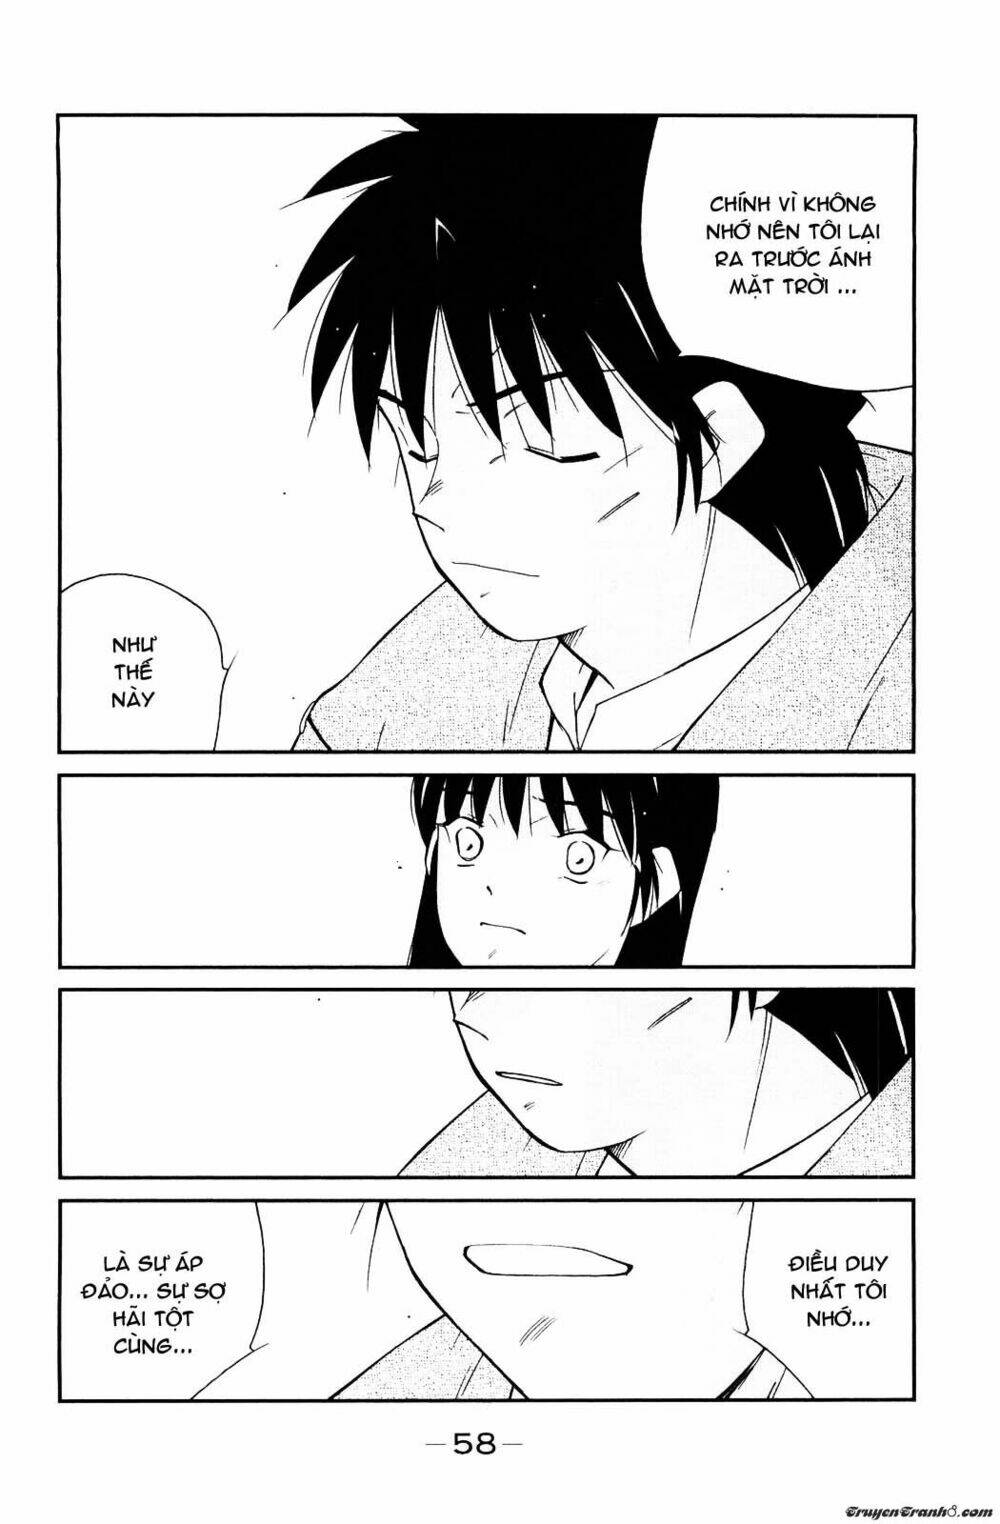 CHÍNH VÌ KHÔNG
NHỚ NÊN TÔI LẠI
RA TRƯỚC ÁNH
MẶT TRỜI ...
NHƯ
THẾ
NÀY
ĐIỀU DUY
NHẤT TÔI
NHỚ...
LÀ SỰ ÁP
ĐẢO... SỰ SỢ
HÃI TỘT
CÙNG...
—58—
TruyenTranh8.com